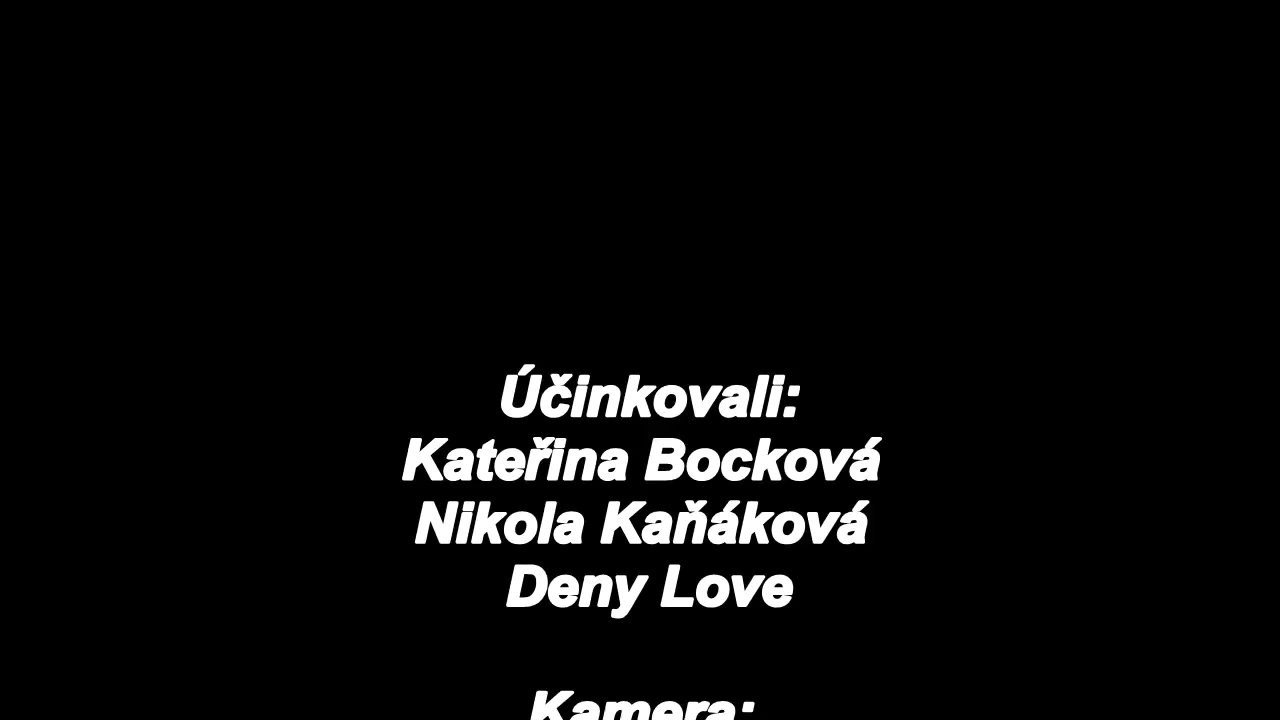 Účinkovali:
Kateřina Bocková
Nikola Kaňáková
Deny Love
Kamera: